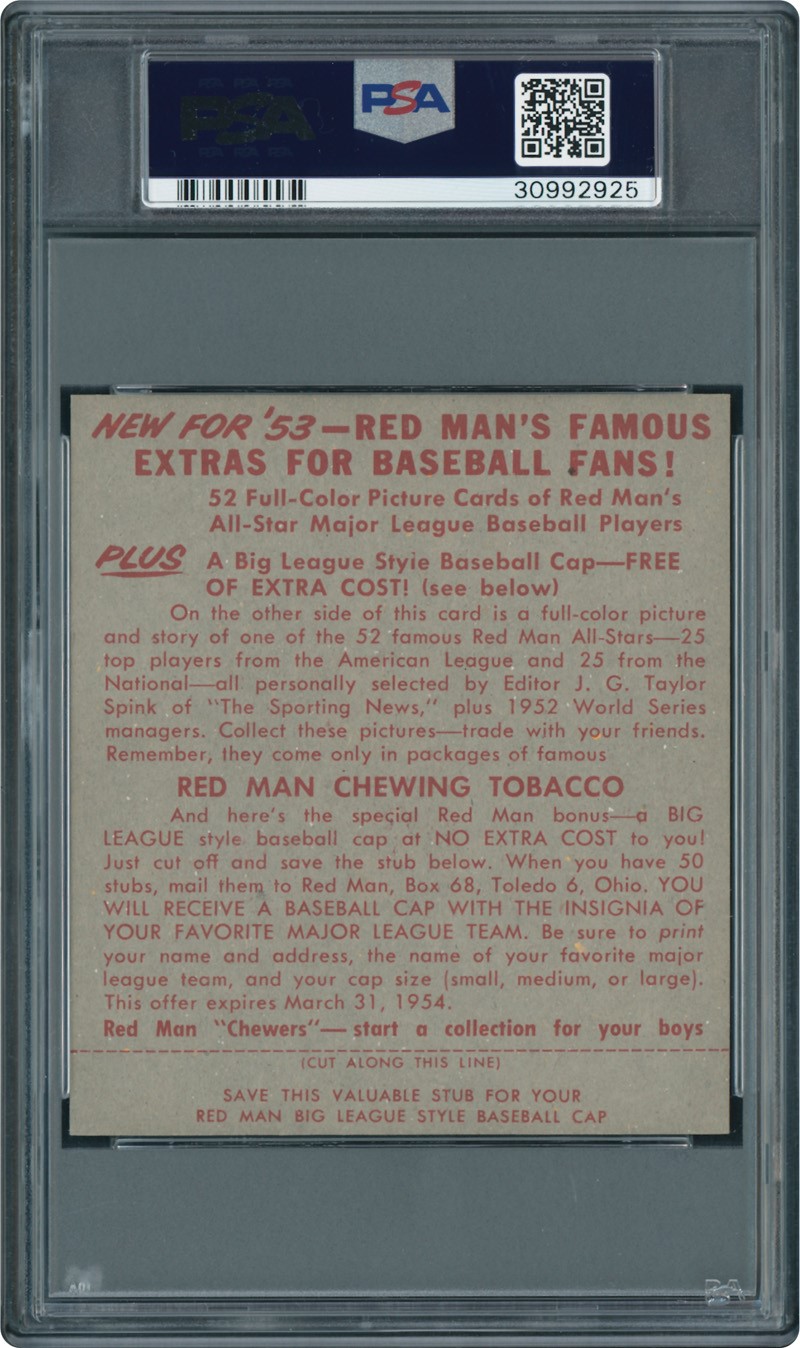 PSA
PSA
30992925
NEW FOR '53—RED MAN'S FAMOUS
EXTRAS FOR BASEBALL FANS!
52 Full-Color Picture Cards of Red Man's
All-Star Major League Baseball Players
PLUS A Big League Style Baseball Cap—FREE
OF EXTRA COST! (see below)
On the other side of this card is a full-color picture
and story of one of the 52 famous Red Man All-Stars—25
top players from the American League and 25 from the
National—all personally selected by Editor J. G. Taylor
Spink of "The Sporting News," plus 1952 World Series
managers. Collect these pictures—trade with your friends.
Remember, they come only in packages of famous
RED MAN CHEWING TOBACCO
And here's the special Red Man bonus—a BIG
LEAGUE style baseball cap at NO EXTRA COST to you!
Just cut off and save the stub below. When you have 50
stubs, mail them to Red Man, Box 68, Toledo 6, Ohio. YOU
WILL RECEIVE A BASEBALL CAP WITH THE INSIGNIA OF
YOUR FAVORITE MAJOR LEAGUE TEAM. Be sure to print
your name and address, the name of your favorite major
league team, and your cap size (small, medium, or large).
This offer expires March 31, 1954.
Red Man "Chewers"—start a collection for your boys
(CUT ALONG THIS LINE)
SAVE THIS VALUABLE STUB FOR YOUR
RED MAN BIG LEAGUE STYLE BASEBALL CAP